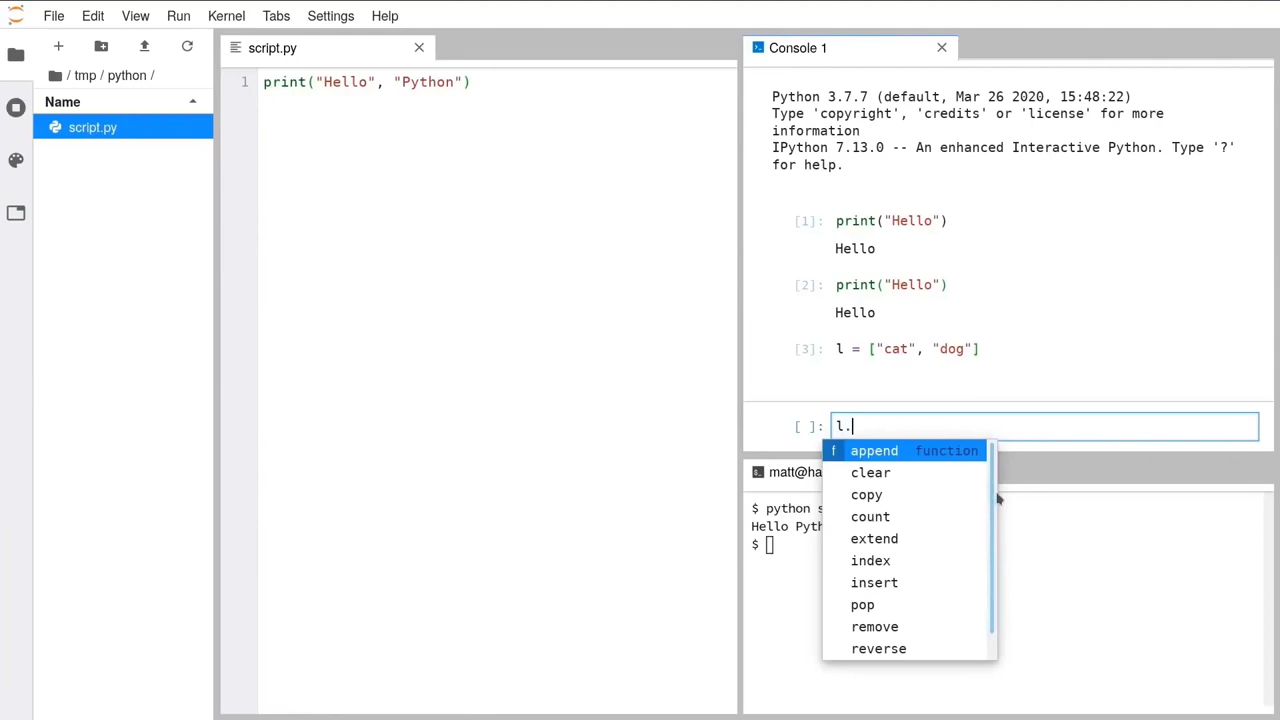 File Edit View Run Kernel Tabs Settings Help
/ tmp / python /
Name
script.py
script.py
1 print("Hello", "Python")
Console 1
Python 3.7.7 (default, Mar 26 2020, 15:48:22)
Type 'copyright', 'credits' or 'license' for more
information
IPython 7.13.0 -- An enhanced Interactive Python. Type '?'
for help.
[1]: print("Hello")
Hello
[2]: print("Hello")
Hello
[3]: l = ["cat", "dog"]
[ ]: l.
f append function
clear
copy
count
extend
index
insert
pop
remove
reverse
matt@ha
$ python s
Hello Pyth
$